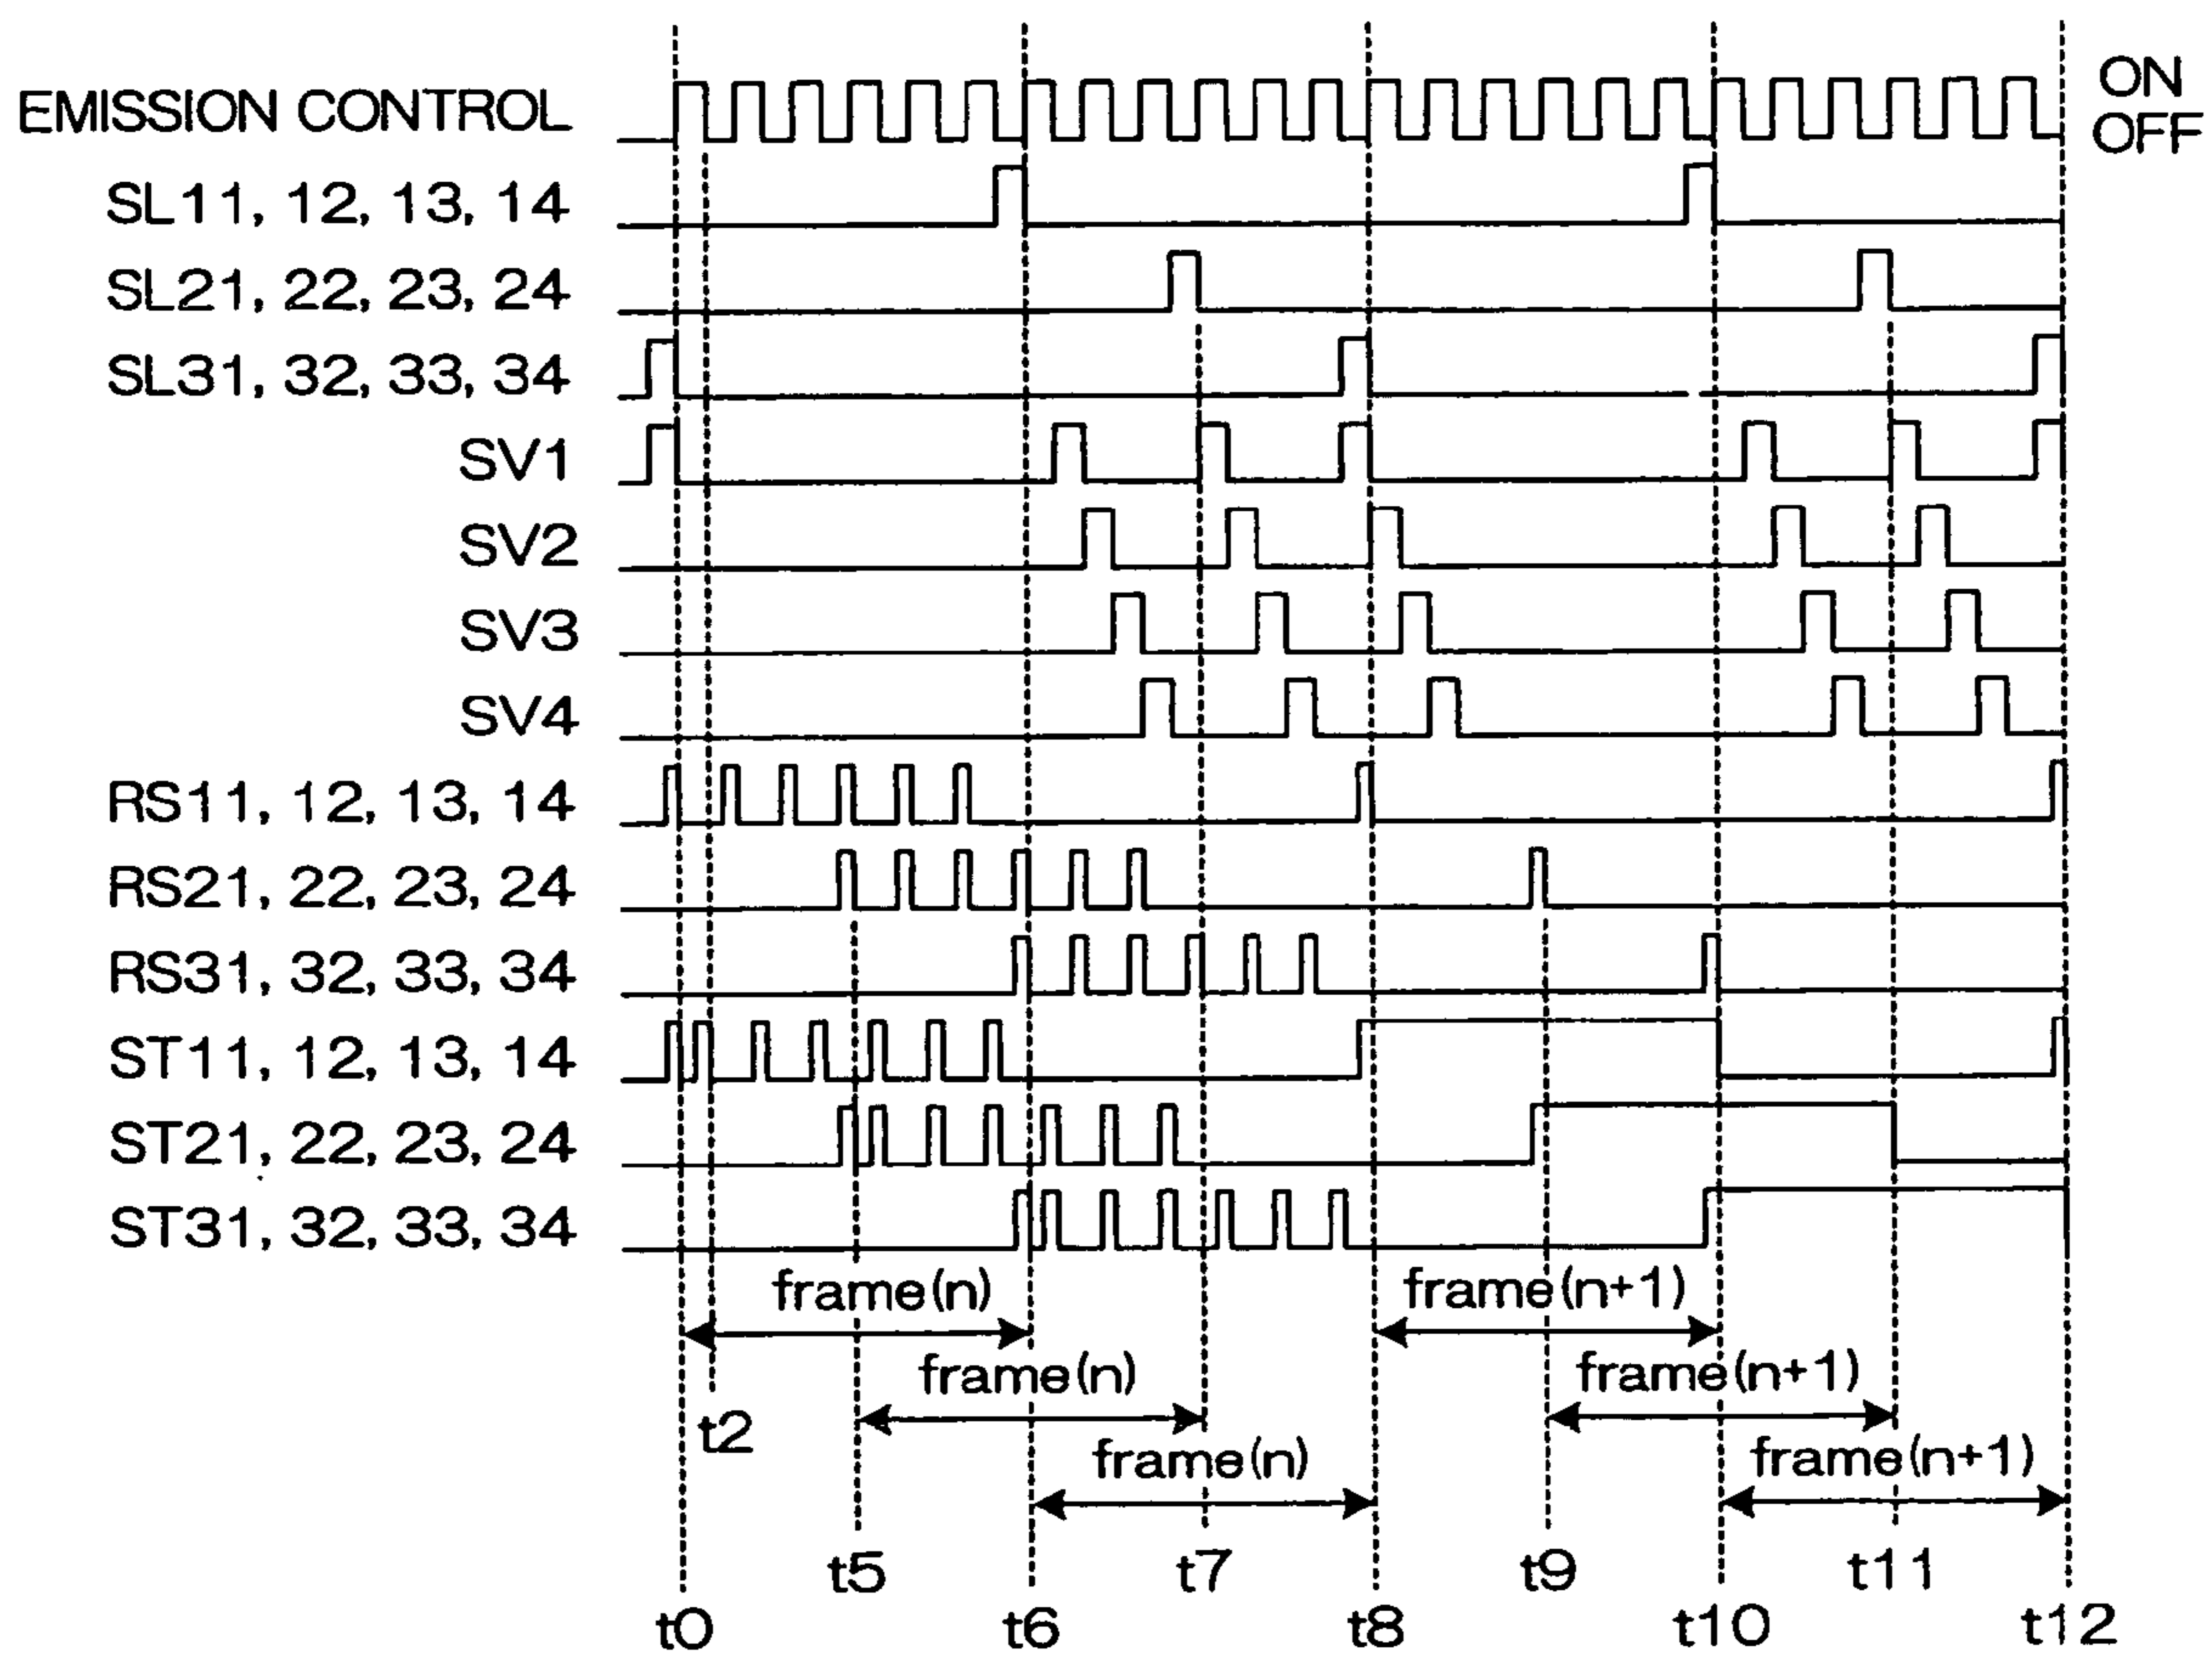 EMISSION CONTROL
ON
OFF
SL11, 12, 13, 14
SL21, 22, 23, 24
SL31, 32, 33, 34
SV1
SV2
SV3
SV4
RS11, 12, 13, 14
RS21, 22, 23, 24
RS31, 32, 33, 34
ST11, 12, 13, 14
ST21, 22, 23, 24
ST31, 32, 33, 34
frame(n)
frame(n+1)
frame(n)
frame(n+1)
t2
frame(n)
frame(n+1)
t5
t7
t9
t11
t0
t6
t8
t10
t12